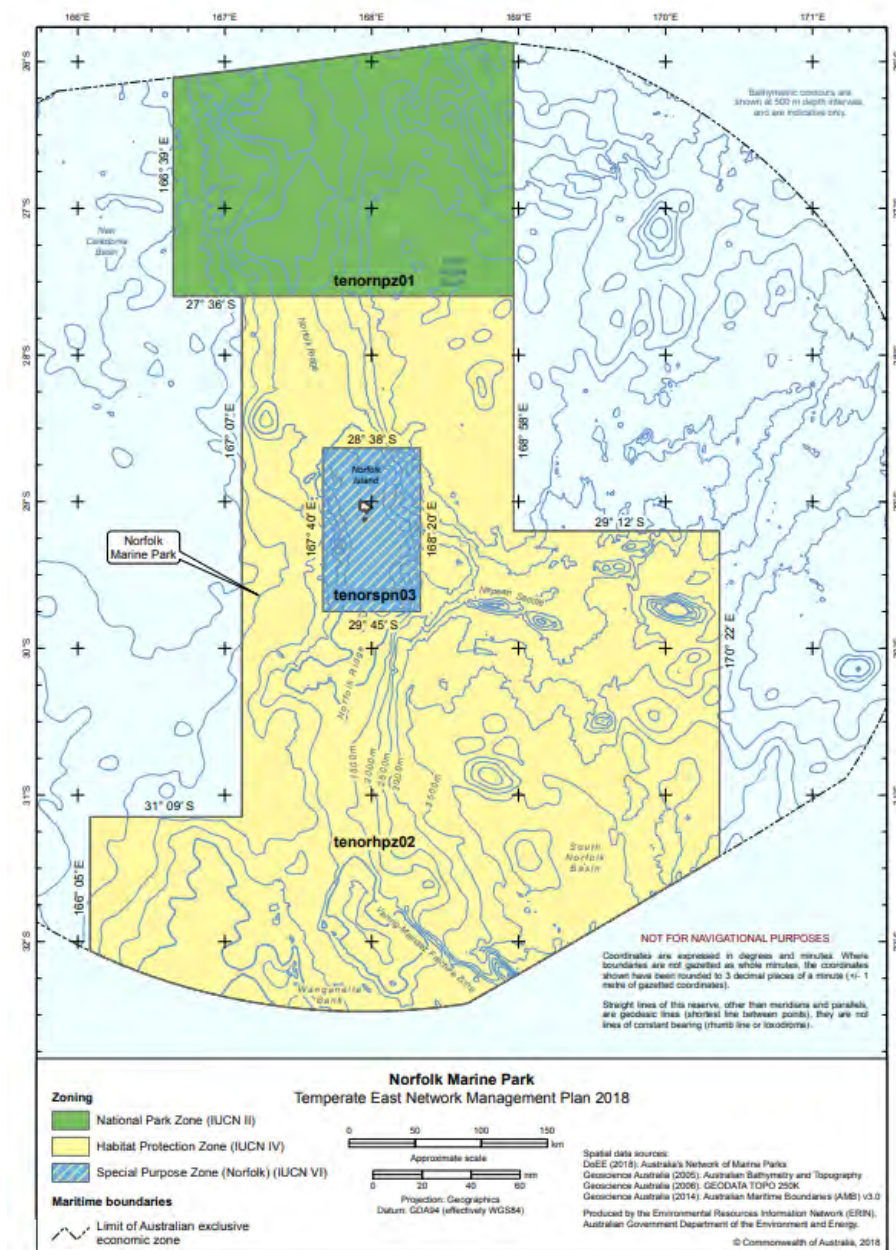 166°E 167°E 168°E 169°E 170°E 171°E
26°S
Bathymetric contours are
shown at 500 m depth intervals
and are indicative only.
166° 39' E
27°S
New
Caledonia
Basin
tenornpz01
27° 36' S
Norfolk Ridge
28°S
167° 07' E
168° 58' E
28° 38' S
Norfolk
Island
29°S
29° 12' S
167° 40' E
168° 20' E
Norfolk
Marine Park
tenorspn03
Nepean Saddle
29° 45' S
30°S
170° 22' E
Norfolk Ridge
1500m
2000m
2500m
3000m
3500m
31°S
31° 09' S
tenorhpz02
South
Norfolk
Basin
166° 05' E
32°S
Vening-Meinesz Fracture Zone
Wanganella
Bank
NOT FOR NAVIGATIONAL PURPOSES
Coordinates are expressed in degrees and minutes. Where
boundaries are not gazetted as whole minutes, the coordinates
shown have been rounded to 3 decimal places of a minute (+/- 1
metre of gazetted coordinates).
Straight lines of this reserve, other than meridians and parallels,
are geodesic lines (shortest line between points), they are not
lines of constant bearing (rhumb line or loxodrome).
Norfolk Marine Park
Temperate East Network Management Plan 2018
Zoning
National Park Zone (IUCN II)
Habitat Protection Zone (IUCN IV)
Special Purpose Zone (Norfolk) (IUCN VI)
Maritime boundaries
Limit of Australian exclusive
economic zone
0 50 100 150
km
Approximate scale
nm
0 20 40 60
Projection: Geographics
Datum: GDA94 (effectively WGS84)
Spatial data sources:
DoEE (2018): Australia's Network of Marine Parks
Geoscience Australia (2005): Australian Bathymetry and Topography
Geoscience Australia (2006): GEODATA TOPO 250K
Geoscience Australia (2014): Australian Maritime Boundaries (AMB) v3.0
Produced by the Environmental Resources Information Network (ERIN),
Australian Government Department of the Environment and Energy.
© Commonwealth of Australia, 2018